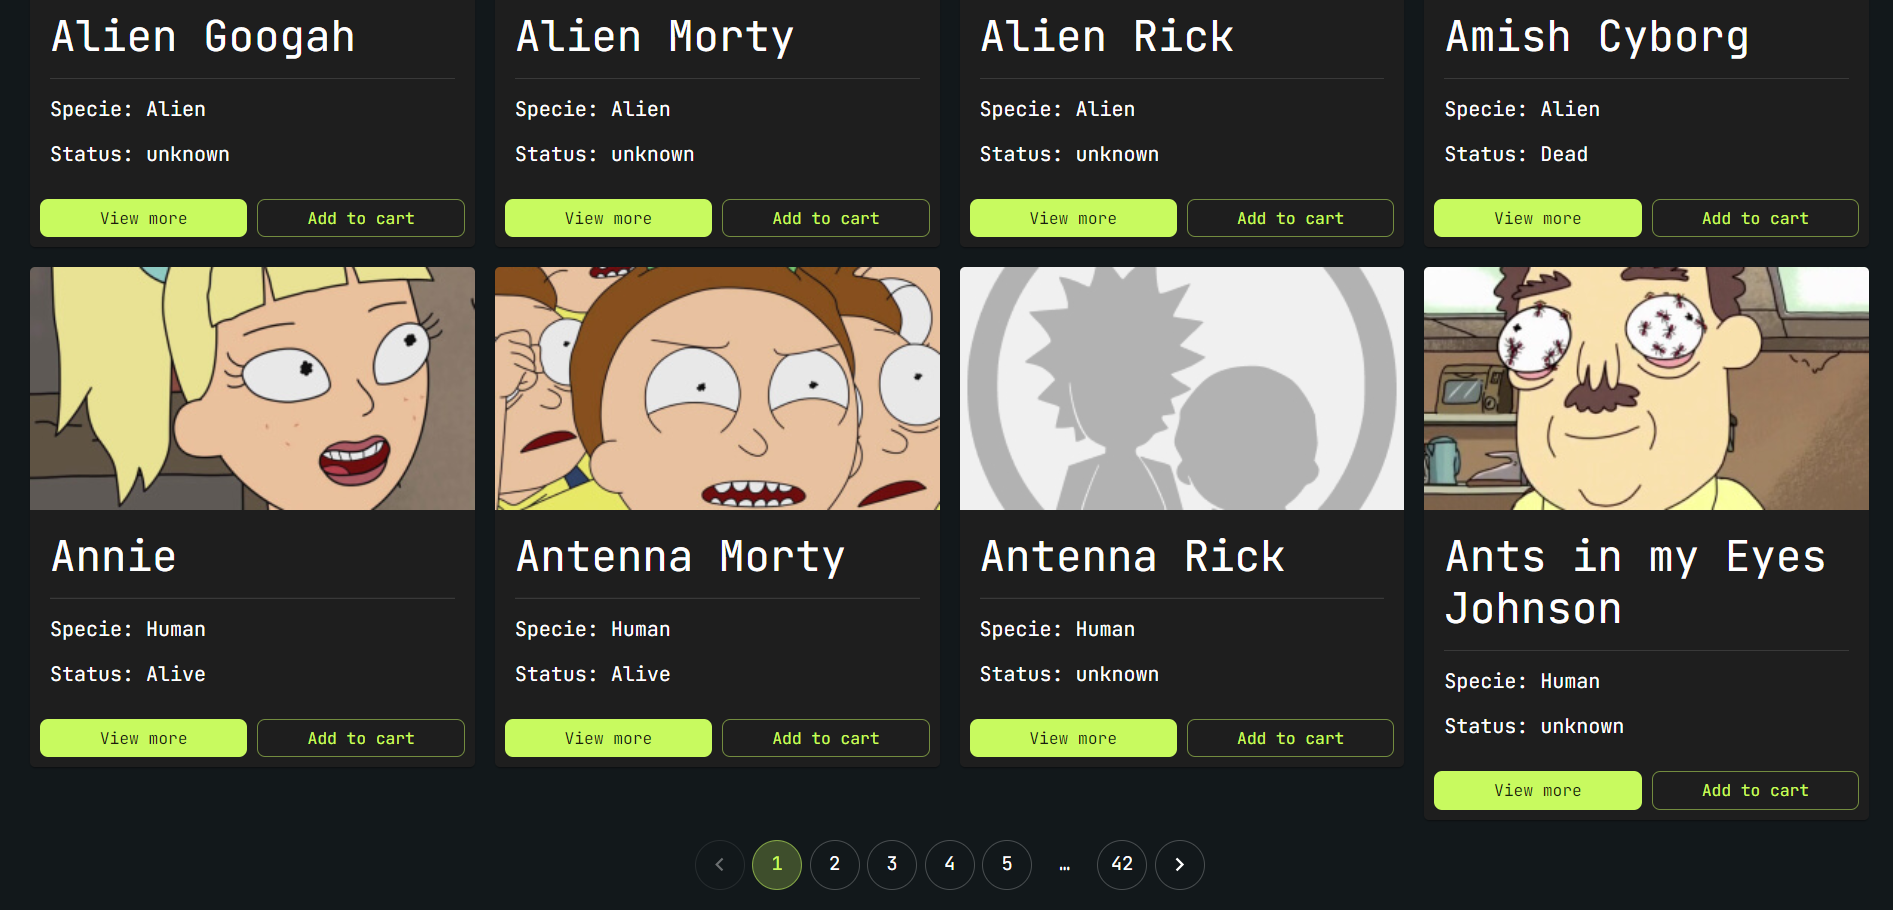 Alien Googah
Specie: Alien
Status: unknown
View more
Add to cart
Alien Morty
Specie: Alien
Status: unknown
View more
Add to cart
Alien Rick
Specie: Alien
Status: unknown
View more
Add to cart
Amish Cyborg
Specie: Alien
Status: Dead
View more
Add to cart
Annie
Specie: Human
Status: Alive
View more
Add to cart
Antenna Morty
Specie: Human
Status: Alive
View more
Add to cart
Antenna Rick
Specie: Human
Status: unknown
View more
Add to cart
Ants in my Eyes
Johnson
Specie: Human
Status: unknown
View more
Add to cart
1 2 3 4 5 … 42